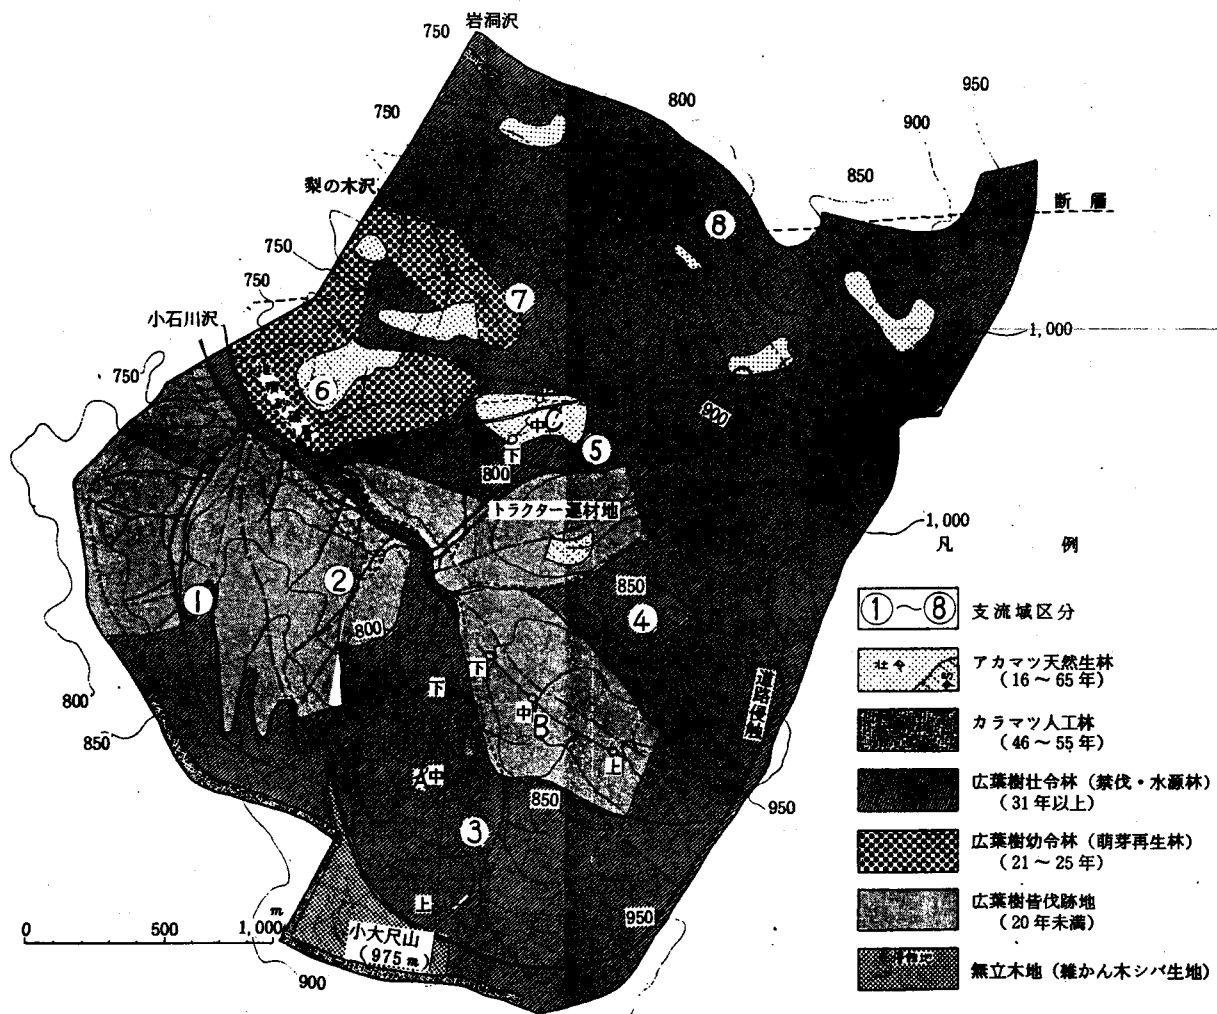 岩洞沢
750
950
800
750
900
850
断層
梨の木沢
⑧
750
750
⑦
小石川沢
1,000
750
⑥
800
中C
下
⑤
800
トラクター運材地
1,000
850
②
①
④
800
下
下
道路侵蝕
800
中
B
850
上
A中
850
950
③
上
950
0 500 1,000 m
小大尺山
(975m)
900
凡例
①~⑧ 支流域区分
壮令 アカマツ天然生林
(16~65年)
カラマツ人工林
(46~55年)
広葉樹壮令林(禁伐・水源林)
(31年以上)
広葉樹幼令林(萌芽再生林)
(21~25年)
広葉樹皆伐跡地
(20年未満)
無立木地(雑かん木シバ生地)